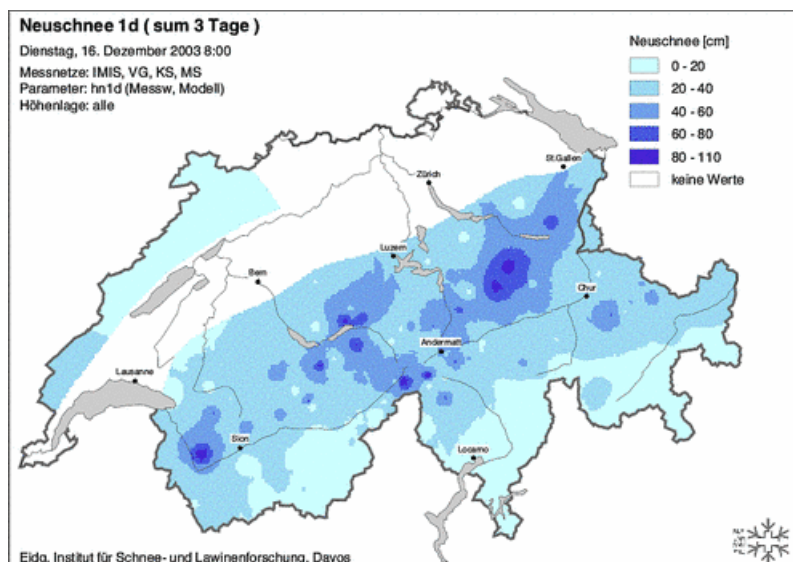 Neuschnee 1d ( sum 3 Tage )
Dienstag, 16. Dezember 2003 8:00
Messnetze: IMIS, VG, KS, MS
Parameter: hn1d (Messw, Modell)
Höhenlage: alle
Neuschnee [cm]
0 - 20
20 - 40
40 - 60
60 - 80
80 - 110
keine Werte
St.Gallen
Zürich
Luzern
Bern
Chur
Andermatt
Lausanne
Sion
Locarno
Eidg. Institut für Schnee- und Lawinenforschung, Davos